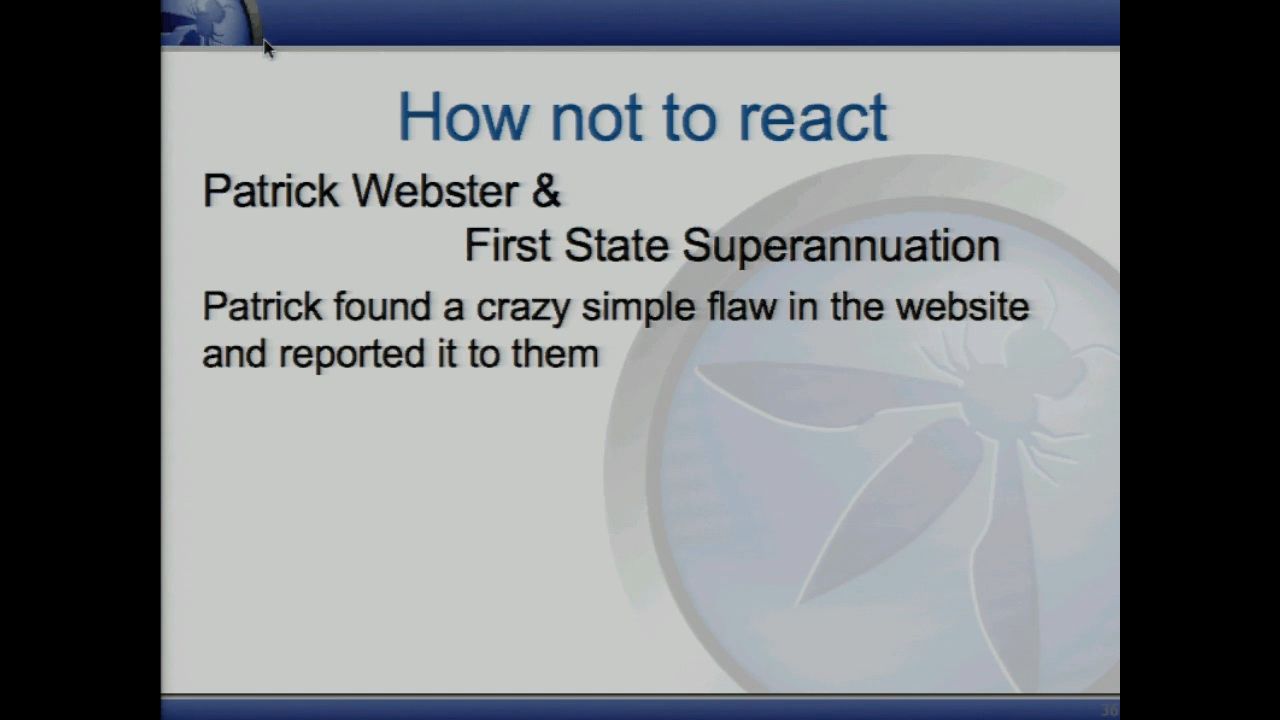 How not to react
Patrick Webster &
First State Superannuation
Patrick found a crazy simple flaw in the website
and reported it to them
36